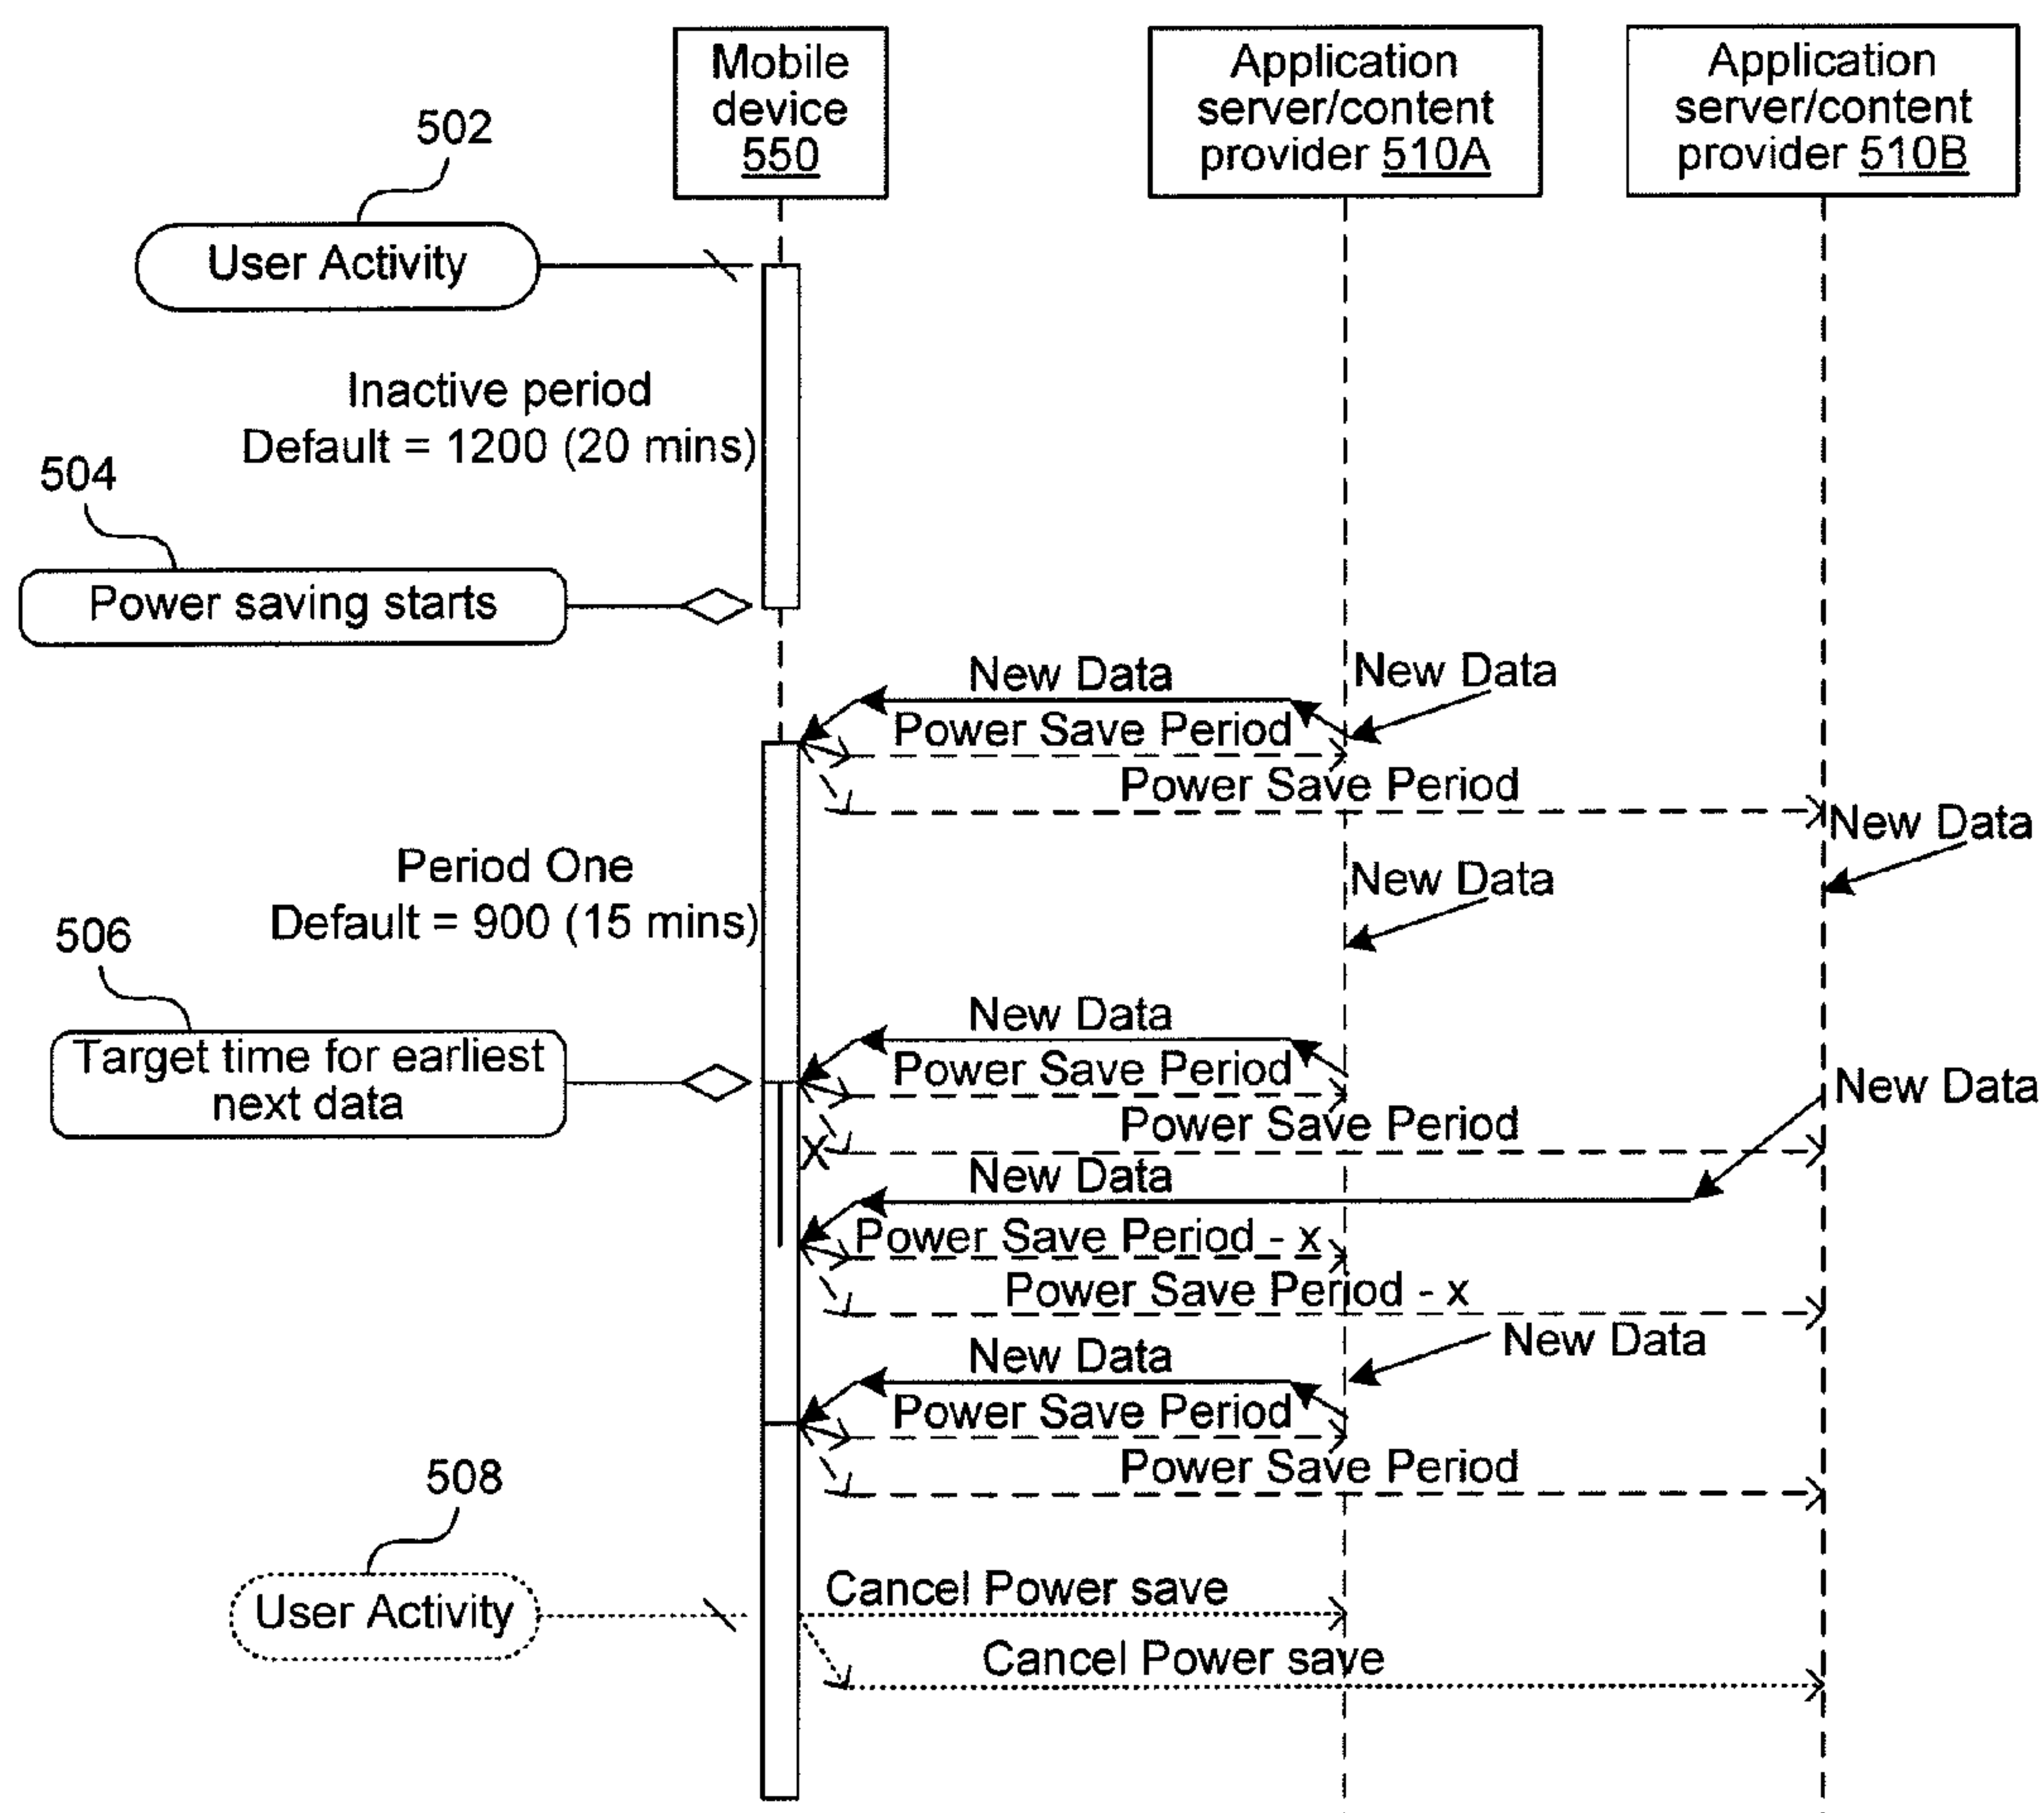 Mobile
device
550
Application
server/content
provider 510A
Application
server/content
provider 510B
502
User Activity
Inactive period
Default = 1200 (20 mins)
504
Power saving starts
New Data
New Data
Power Save Period
Power Save Period
New Data
Period One
Default = 900 (15 mins)
New Data
506
Target time for earliest
next data
New Data
Power Save Period
New Data
Power Save Period
X
New Data
Power Save Period - x
Power Save Period - x
New Data
New Data
Power Save Period
Power Save Period
508
User Activity
Cancel Power save
Cancel Power save